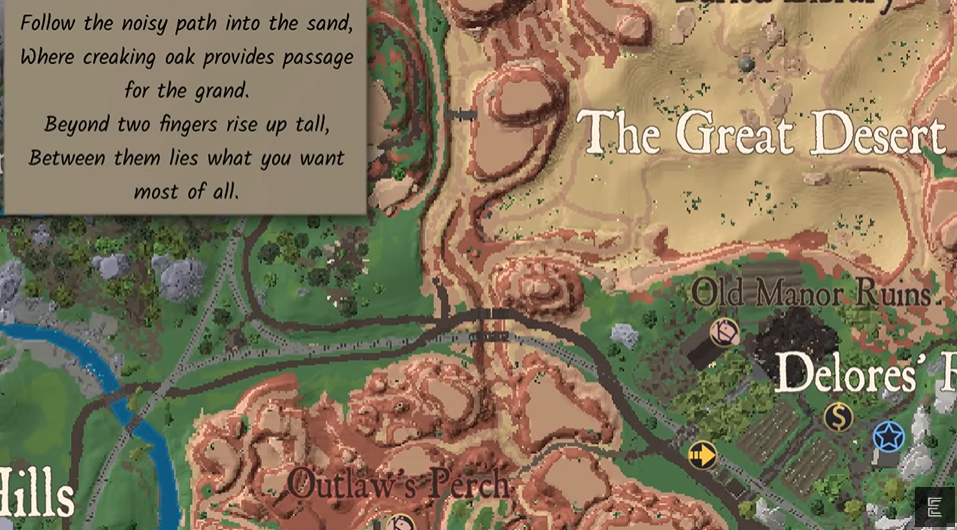 Follow the noisy path into the sand,
Where creaking oak provides passage
for the grand.
Beyond two fingers rise up tall,
Between them lies what you want
most of all.
The Great Desert
Old Manor Ruins
Delores'
Outlaw's Perch
Hills
$
E